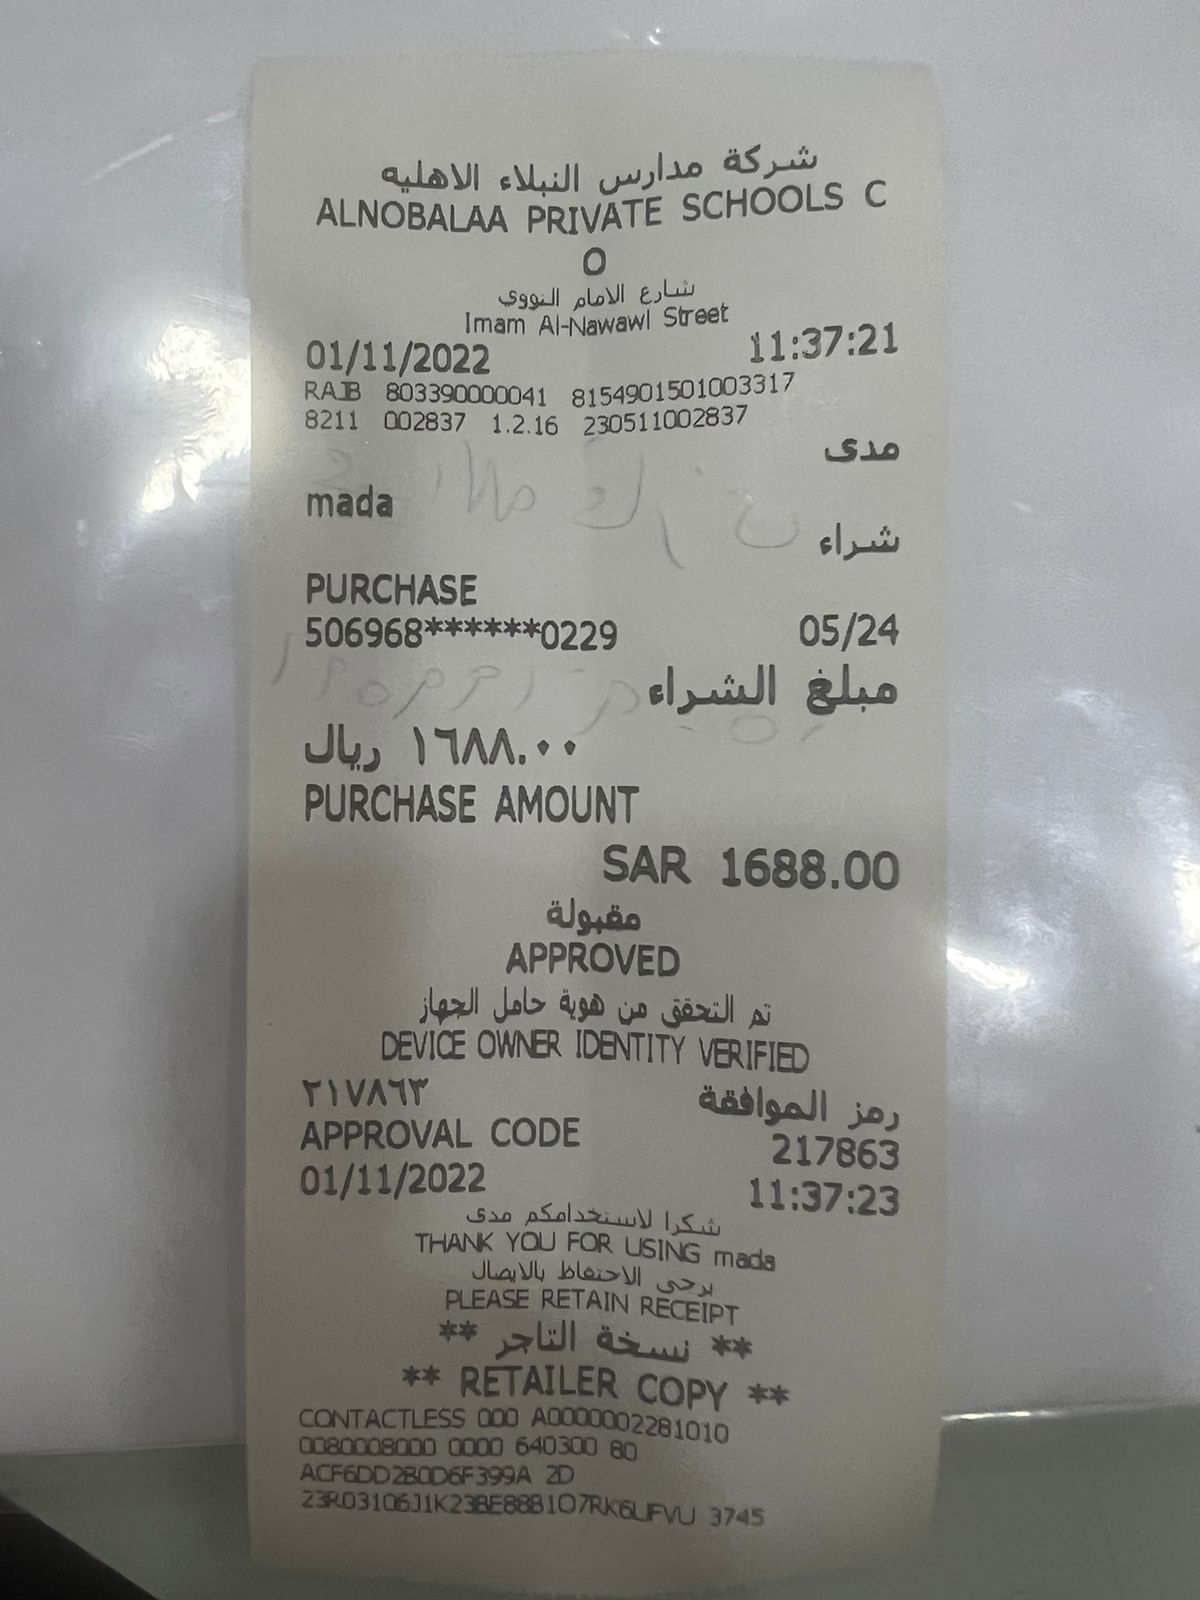 شركة مدارس النبلاء الاهليه
ALNOBALAA PRIVATE SCHOOLS C
O
شارع الامام النووي
Imam Al-Nawawi Street
01/11/2022 11:37:21
RAJB 803390000041 8154901501003317
8211 002837 1.2.16 230511002837
مدى
mada
شراء
PURCHASE
506968******0229 05/24
مبلغ الشراء
١٦٨٨.٠٠ ريال
PURCHASE AMOUNT
SAR 1688.00
مقبولة
APPROVED
تم التحقق من هوية حامل الجهاز
DEVICE OWNER IDENTITY VERIFIED
رمز الموافقة ٢١٧٨٦٣
APPROVAL CODE 217863
01/11/2022 11:37:23
شكرا لاستخدامكم مدى
THANK YOU FOR USING mada
يرجى الاحتفاظ بالايصال
PLEASE RETAIN RECEIPT
** نسخة التاجر **
** RETAILER COPY **
CONTACTLESS 000 A0000002281010
0080008000 0000 640300 80
ACF6DD2B0D6F399A 2D
3745